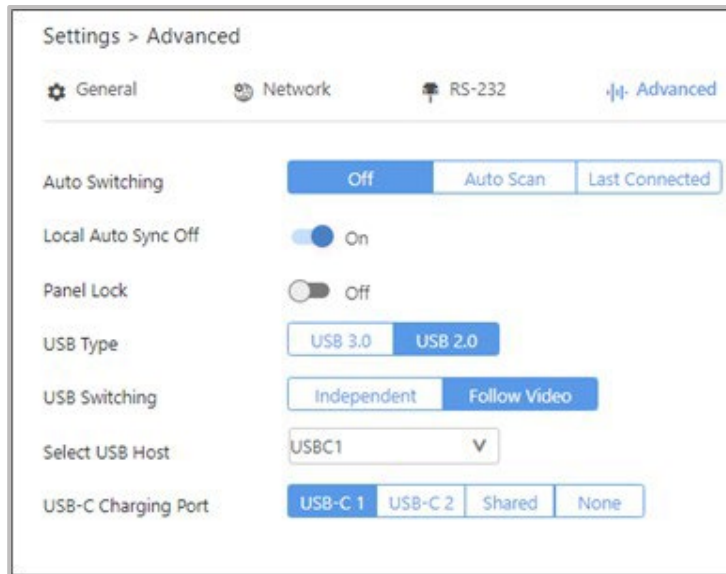 Settings > Advanced
General Network RS-232 Advanced
Auto Switching Off Auto Scan Last Connected
Local Auto Sync Off On
Panel Lock Off
USB Type USB 3.0 USB 2.0
USB Switching Independent Follow Video
Select USB Host USBC1
USB-C Charging Port USB-C 1 USB-C 2 Shared None